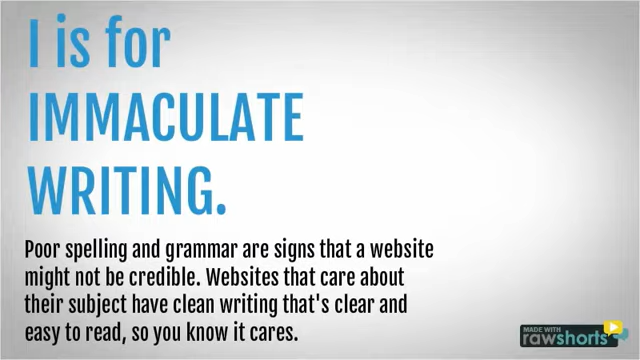 I is for
IMMACULATE
WRITING.
Poor spelling and grammar are signs that a website
might not be credible. Websites that care about
their subject have clean writing that's clear and
easy to read, so you know it cares.
MADE WITH
rawshorts